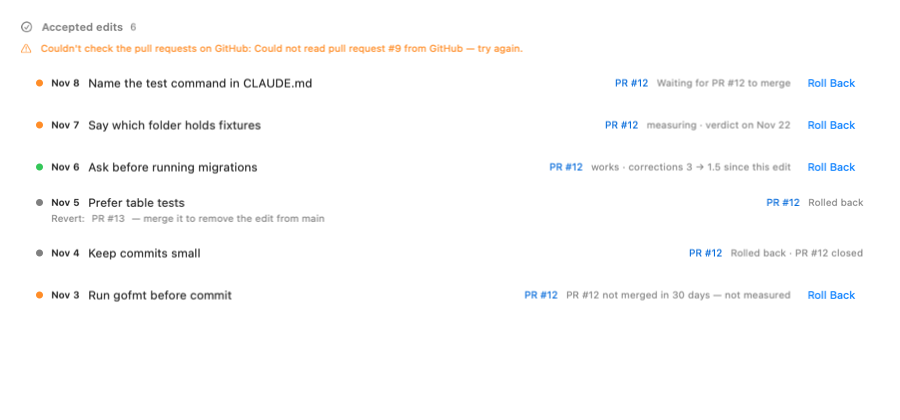 Accepted edits 6
Couldn't check the pull requests on GitHub: Could not read pull request #9 from GitHub — try again.
Nov 8 Name the test command in CLAUDE.md PR #12 Waiting for PR #12 to merge Roll Back
Nov 7 Say which folder holds fixtures PR #12 measuring · verdict on Nov 22 Roll Back
Nov 6 Ask before running migrations PR #12 works · corrections 3 → 1.5 since this edit Roll Back
Nov 5 Prefer table tests PR #12 Rolled back
Revert: PR #13 — merge it to remove the edit from main
Nov 4 Keep commits small PR #12 Rolled back · PR #12 closed
Nov 3 Run gofmt before commit PR #12 PR #12 not merged in 30 days — not measured Roll Back